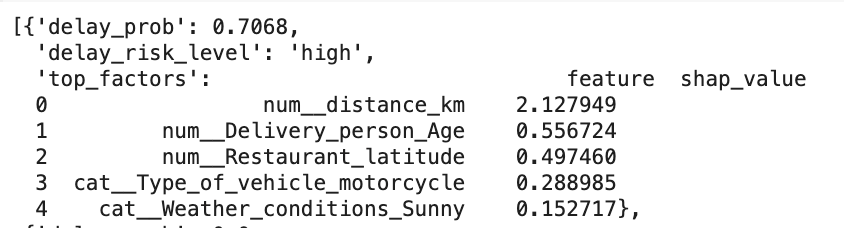 [{'delay_prob': 0.7068,
'delay_risk_level': 'high',
'top_factors': feature shap_value
0 num__distance_km 2.127949
1 num__Delivery_person_Age 0.556724
2 num__Restaurant_latitude 0.497460
3 cat__Type_of_vehicle_motorcycle 0.288985
4 cat__Weather_conditions_Sunny 0.152717},